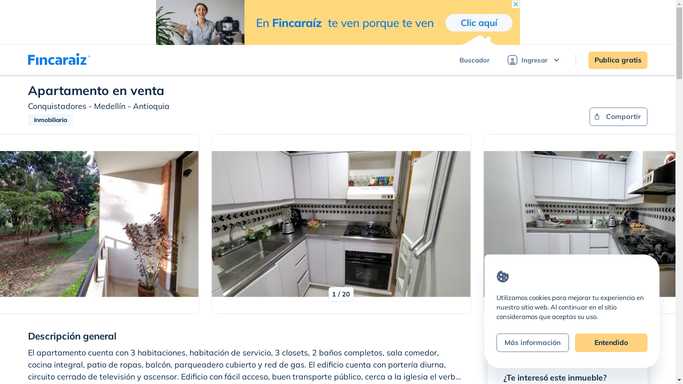 En Fincaraíz te ven porque te ven
Clic aquí
Fincaraiz
Buscador
Ingresar
Publica gratis
Apartamento en venta
Conquistadores - Medellín - Antioquia
Inmobiliaria
Compartir
1 / 20
Descripción general
El apartamento cuenta con 3 habitaciones, habitación de servicio, 3 closets, 2 baños completos, sala comedor,
cocina integral, patio de ropas, balcón, parqueadero cubierto y red de gas. El edificio cuenta con portería diurna,
circuito cerrado de televisión y ascensor. Edificio con fácil acceso, buen transporte público, cerca a la iglesia el verb...
Utilizamos cookies para mejorar tu experiencia en
nuestro sitio web. Al continuar en el sitio
consideramos que aceptas su uso.
Más información
Entendido
¿Te interesó este inmueble?